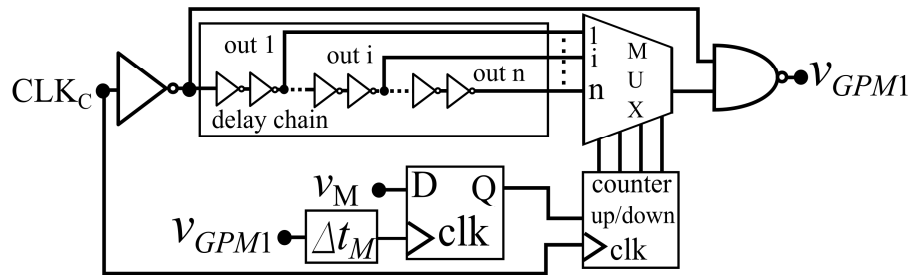 out 1
out i
out n
delay chain
CLK_C
1
i
n
M
U
X
v_GPM1
v_M
D Q
clk
v_GPM1
Δt_M
counter
up/down
clk